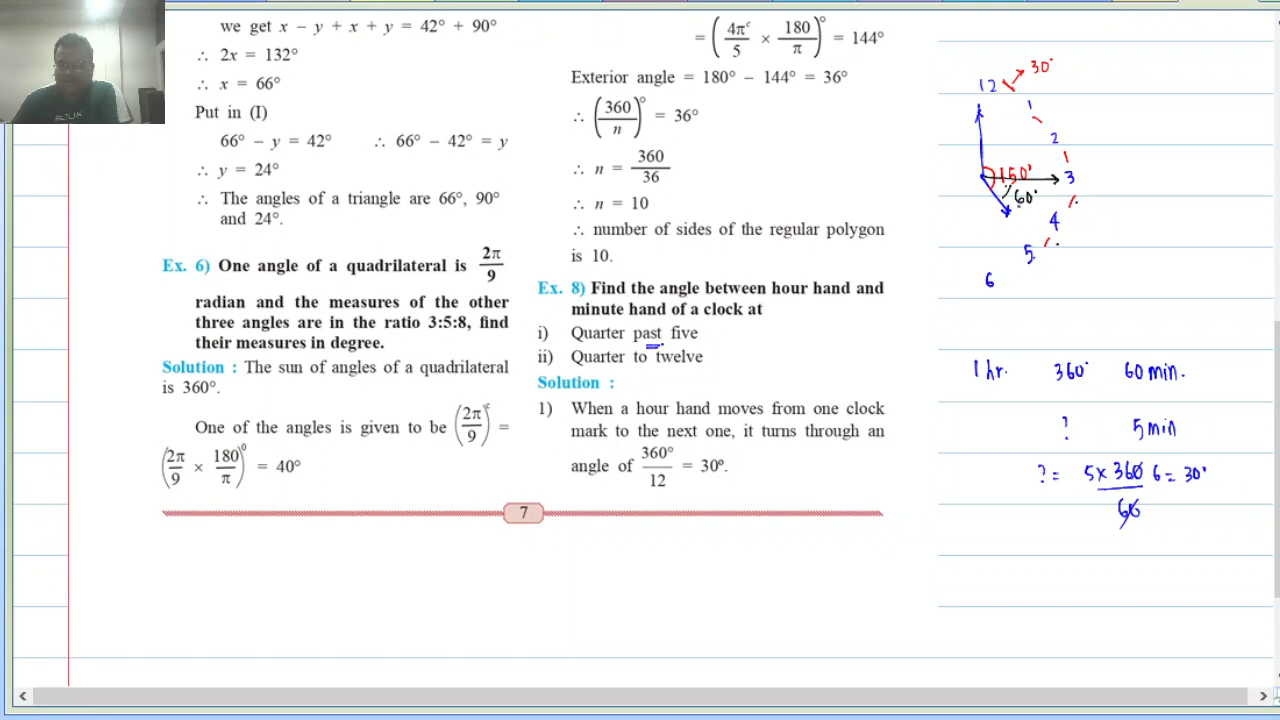 we get x − y + x + y = 42° + 90°
∴ 2x = 132°
∴ x = 66°
Put in (I)
66° − y = 42° ∴ 66° − 42° = y
∴ y = 24°
∴ The angles of a triangle are 66°, 90°
and 24°.
Ex. 6) One angle of a quadrilateral is 2π/9
radian and the measures of the other
three angles are in the ratio 3:5:8, find
their measures in degree.
Solution : The sun of angles of a quadrilateral
is 360°.
One of the angles is given to be (2π/9)ᶜ =
(2π/9 × 180/π)⁰ = 40°
= (4πᶜ/5 × 180/π)° = 144°
Exterior angle = 180° − 144° = 36°
∴ (360/n)° = 36°
∴ n = 360/36
∴ n = 10
∴ number of sides of the regular polygon
is 10.
Ex. 8) Find the angle between hour hand and
minute hand of a clock at
i) Quarter past five
ii) Quarter to twelve
Solution :
1) When a hour hand moves from one clock
mark to the next one, it turns through an
angle of 360°/12 = 30°.
7
12 30°
1
2
150° 3
60°
4
5
6
1 hr. 360° 60 min.
? 5 min
? = 5 × 360/60 6 = 30°